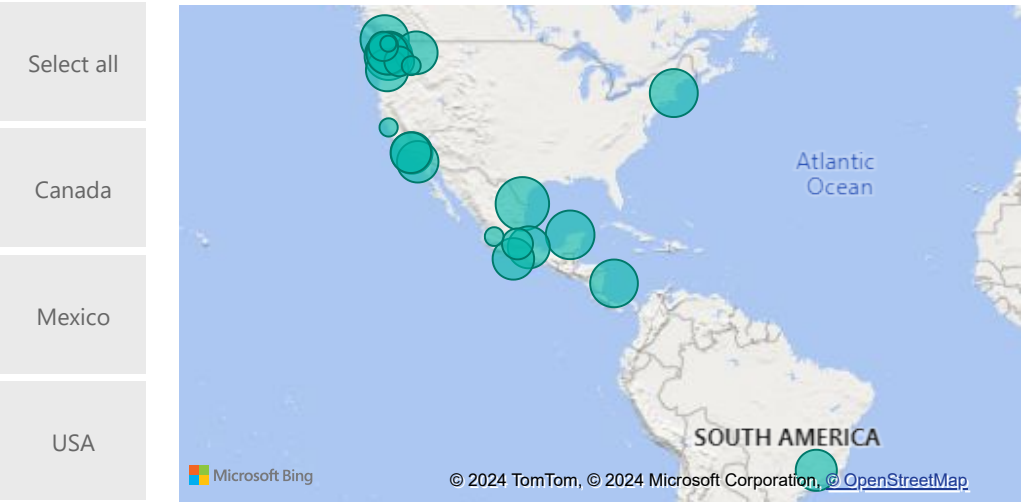 Select all
Canada
Mexico
USA
Atlantic
Ocean
SOUTH AMERICA
Microsoft Bing
© 2024 TomTom, © 2024 Microsoft Corporation, © OpenStreetMap